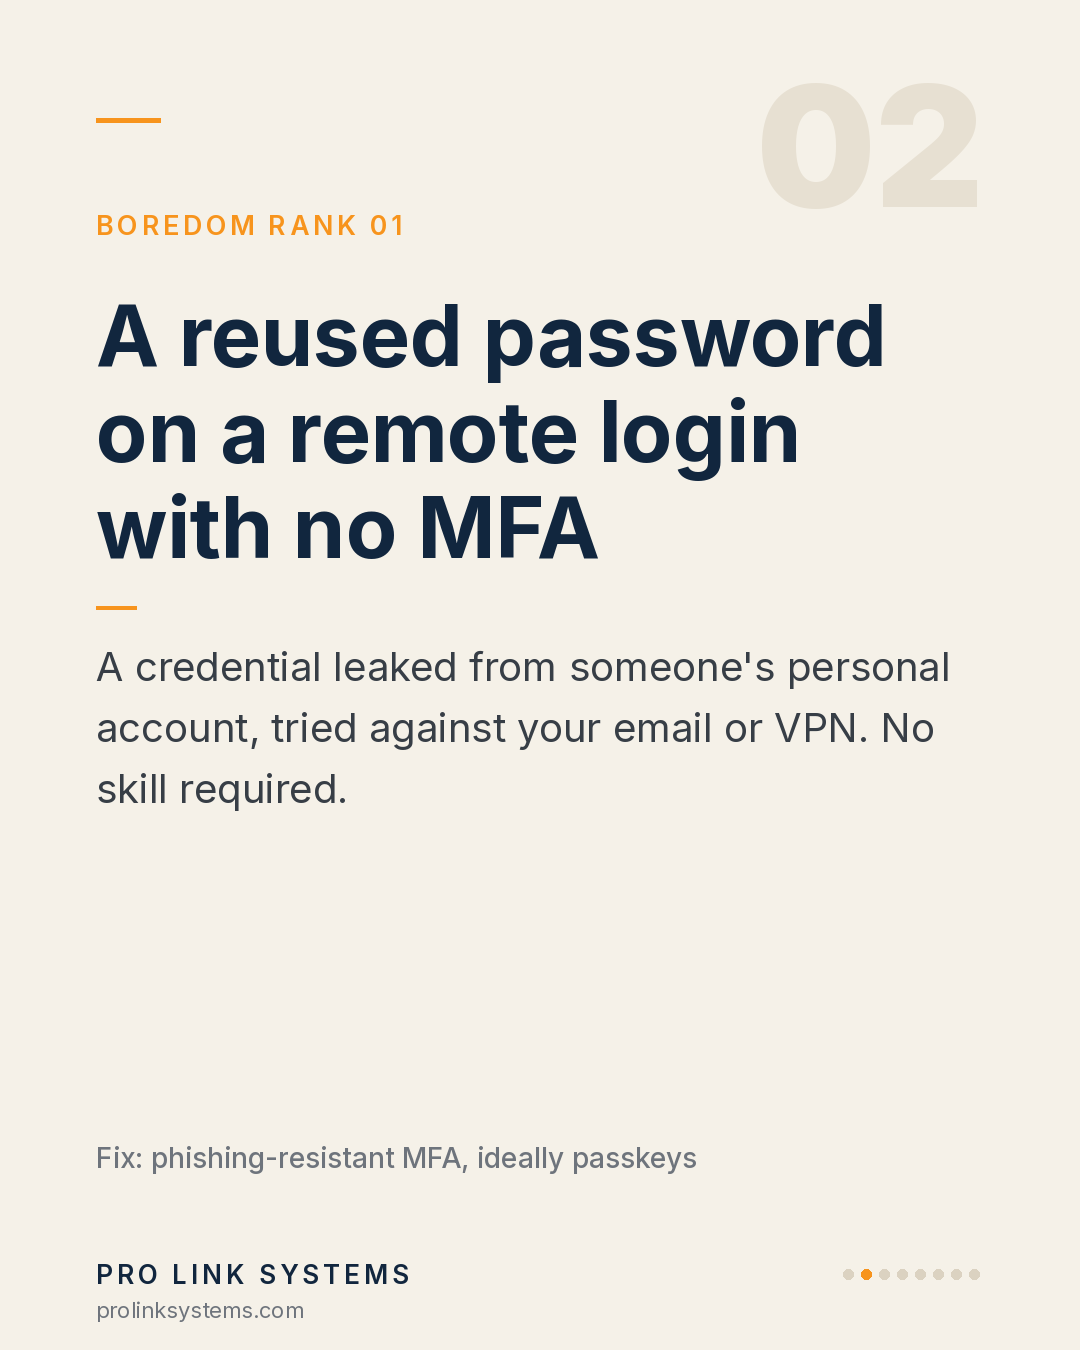 02
BOREDOM RANK 01
A reused password
on a remote login
with no MFA
A credential leaked from someone's personal
account, tried against your email or VPN. No
skill required.
Fix: phishing-resistant MFA, ideally passkeys
PRO LINK SYSTEMS
prolinksystems.com